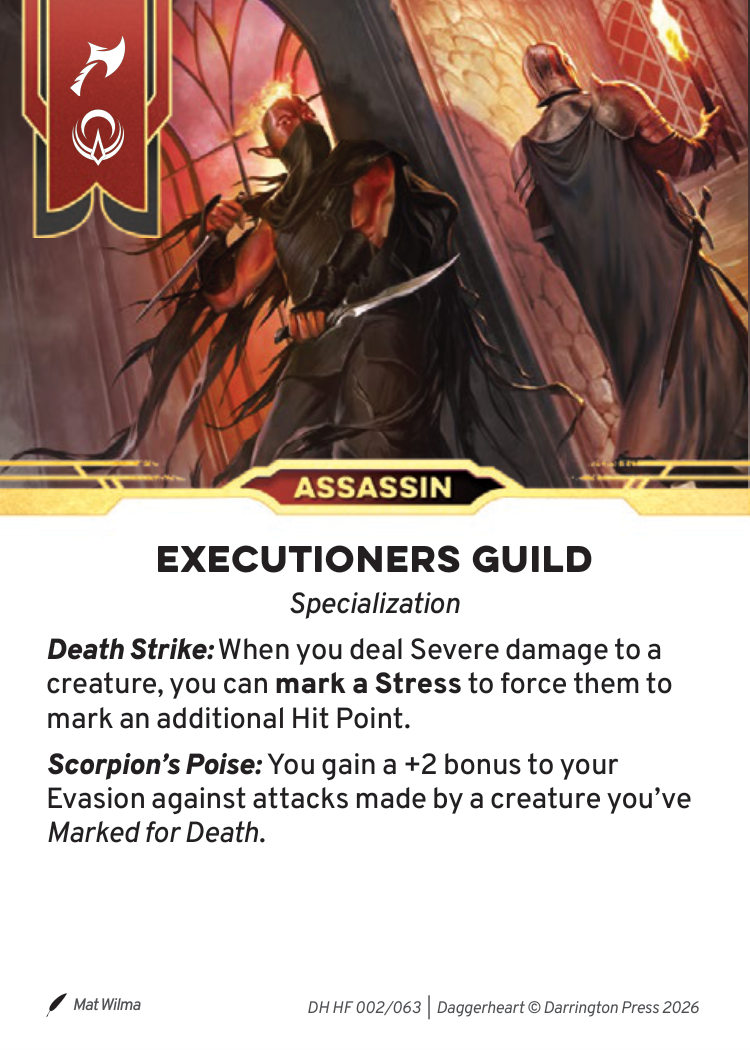 ASSASSIN
EXECUTIONERS GUILD
Specialization
Death Strike: When you deal Severe damage to a
creature, you can mark a Stress to force them to
mark an additional Hit Point.
Scorpion’s Poise: You gain a +2 bonus to your
Evasion against attacks made by a creature you’ve
Marked for Death.
Mat Wilma
DH HF 002/063 | Daggerheart © Darrington Press 2026